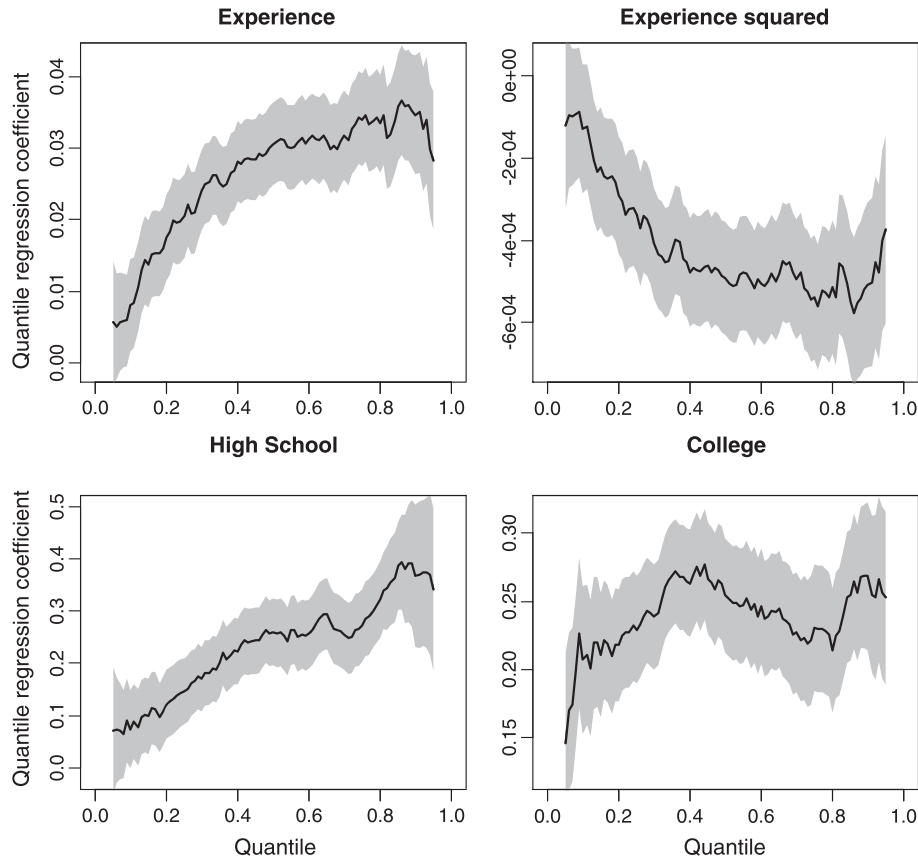 Experience
Experience squared
Quantile regression coefficient
0.04
0.03
0.02
0.01
0.00
0.0 0.2 0.4 0.6 0.8 1.0
0e+00
-2e-04
-4e-04
-6e-04
0.0 0.2 0.4 0.6 0.8 1.0
High School
College
Quantile regression coefficient
0.5
0.4
0.3
0.2
0.1
0.0
0.0 0.2 0.4 0.6 0.8 1.0
Quantile
0.30
0.25
0.20
0.15
0.0 0.2 0.4 0.6 0.8 1.0
Quantile